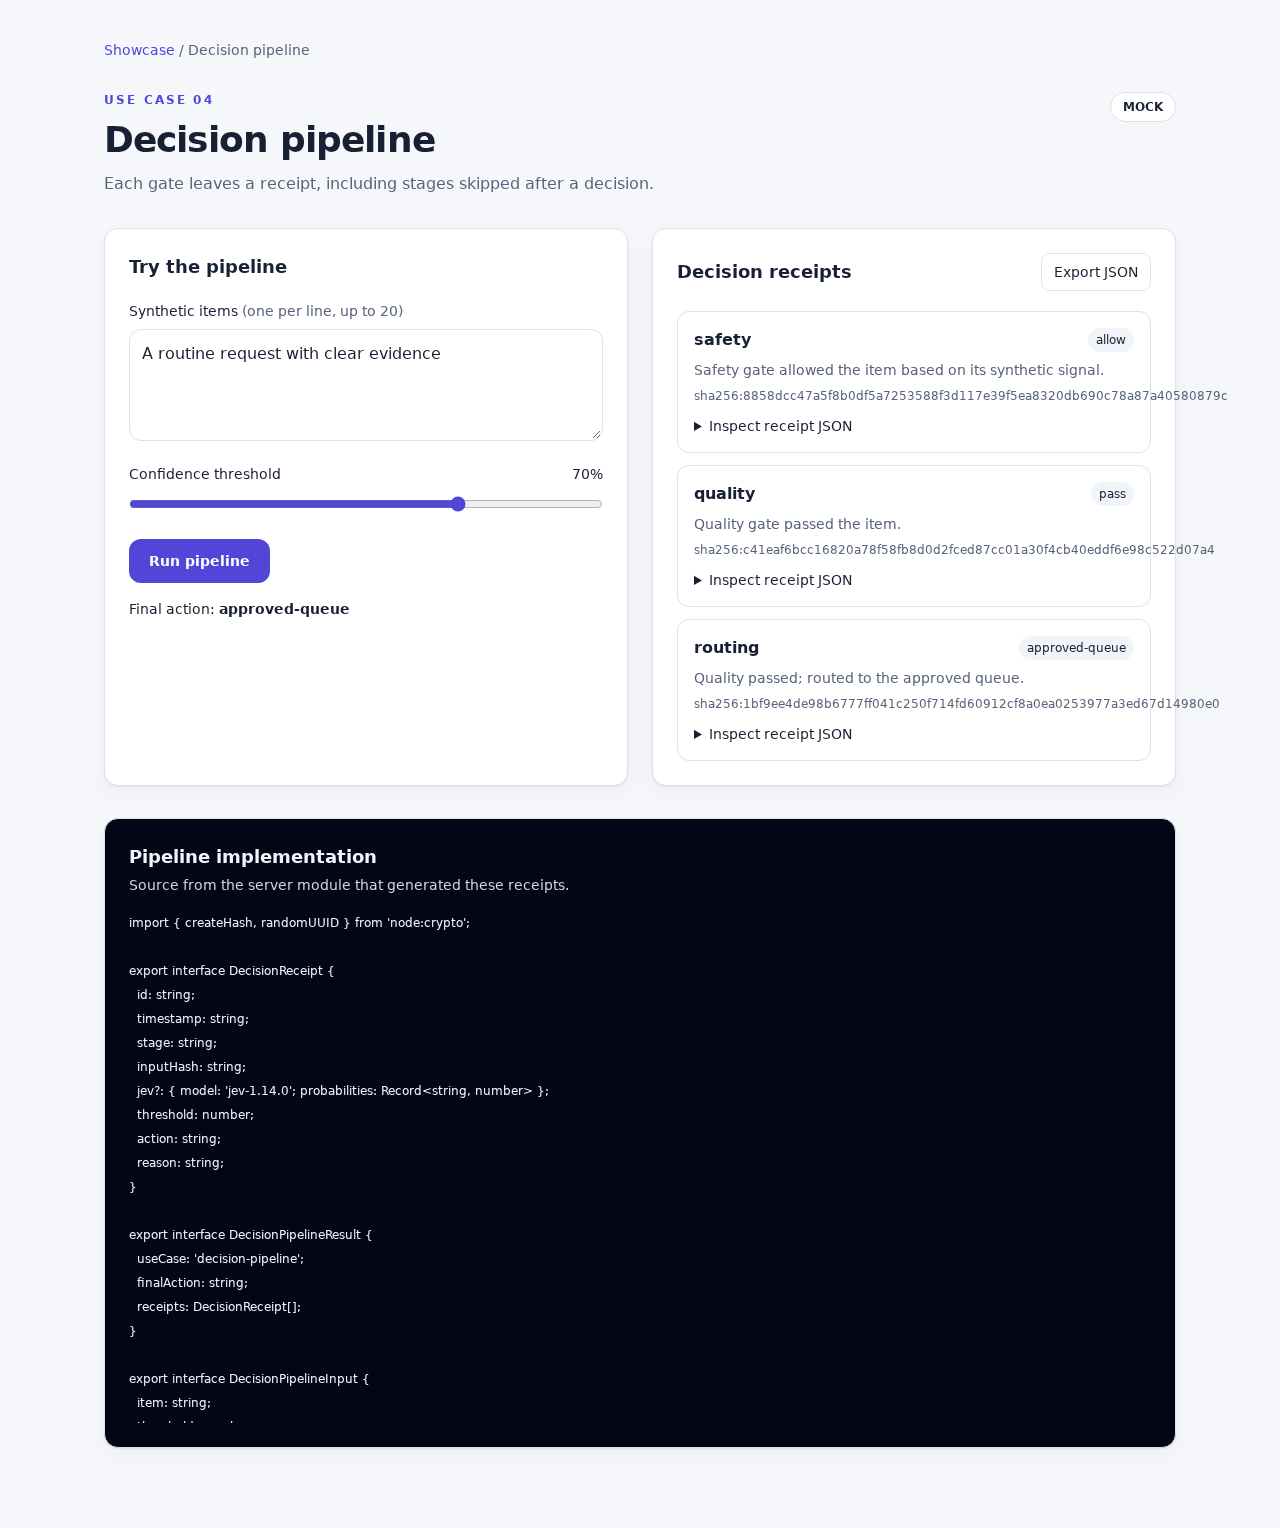 Showcase / Decision pipeline
USE CASE 04
MOCK
Decision pipeline
Each gate leaves a receipt, including stages skipped after a decision.
Try the pipeline
Synthetic items (one per line, up to 20)
A routine request with clear evidence
Confidence threshold 70%
Run pipeline
Final action: approved-queue
Decision receipts
Export JSON
safety allow
Safety gate allowed the item based on its synthetic signal.
sha256:8858dcc47a5f8b0df5a7253588f3d117e39f5ea8320db690c78a87a40580879c
Inspect receipt JSON
quality pass
Quality gate passed the item.
sha256:c41eaf6bcc16820a78f58fb8d0d2fced87cc01a30f4cb40eddf6e98c522d07a4
Inspect receipt JSON
routing approved-queue
Quality passed; routed to the approved queue.
sha256:1bf9ee4de98b6777ff041c250f714fd60912cf8a0ea0253977a3ed67d14980e0
Inspect receipt JSON
Pipeline implementation
Source from the server module that generated these receipts.
import { createHash, randomUUID } from 'node:crypto';
export interface DecisionReceipt {
id: string;
timestamp: string;
stage: string;
inputHash: string;
jev?: { model: 'jev-1.14.0'; probabilities: Record<string, number> };
threshold: number;
action: string;
reason: string;
}
export interface DecisionPipelineResult {
useCase: 'decision-pipeline';
finalAction: string;
receipts: DecisionReceipt[];
}
export interface DecisionPipelineInput {
item: string;